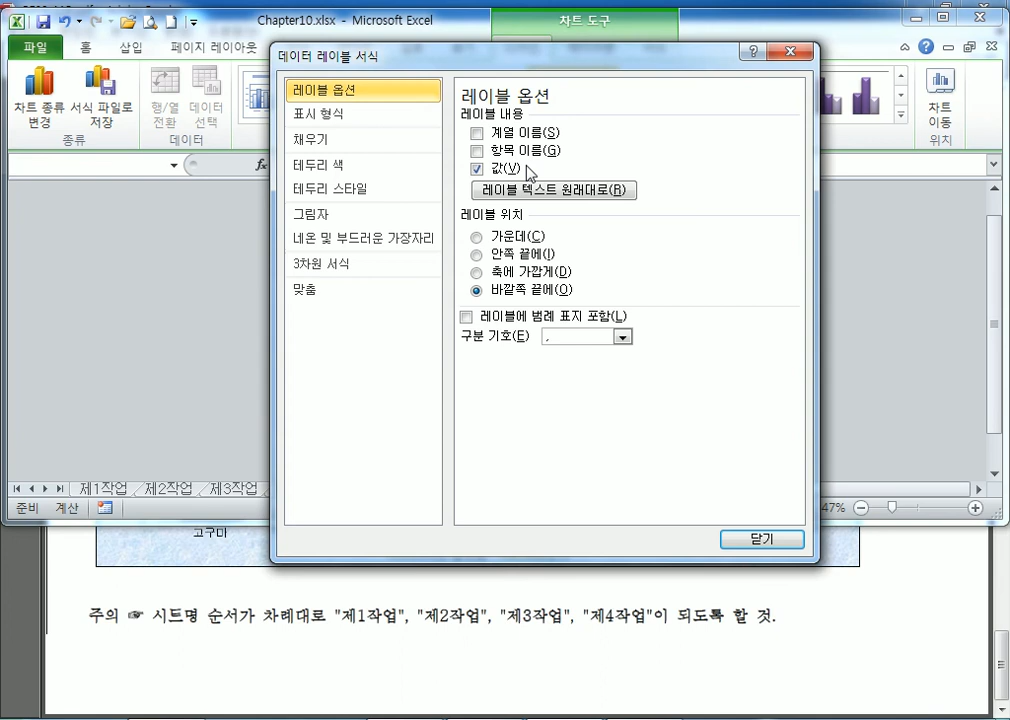 Chapter10.xlsx - Microsoft Excel
차트 도구
파일 홈 삽입 페이지 레이아웃
데이터 레이블 서식
차트 종류 변경
서식 파일로 저장
행/열 전환
데이터 선택
종류
데이터
차트 이동
위치
fx
레이블 옵션
표시 형식
채우기
테두리 색
테두리 스타일
그림자
네온 및 부드러운 가장자리
3차원 서식
맞춤
레이블 옵션
레이블 내용
계열 이름(S)
항목 이름(G)
값(V)
레이블 텍스트 원래대로(R)
레이블 위치
가운데(C)
안쪽 끝에(I)
축에 가깝게(D)
바깥쪽 끝에(O)
레이블에 범례 표지 포함(L)
구분 기호(E) ,
닫기
제1작업 제2작업 제3작업
준비 계산
47%
고구마
주의 ☞ 시트명 순서가 차례대로 "제1작업", "제2작업", "제3작업", "제4작업"이 되도록 할 것.